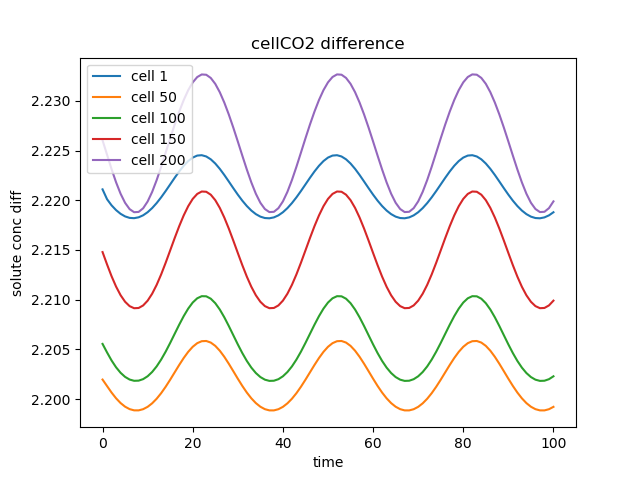 cellCO2 difference
cell 1
cell 50
cell 100
cell 150
cell 200
solute conc diff
2.230
2.225
2.220
2.215
2.210
2.205
2.200
0 20 40 60 80 100
time